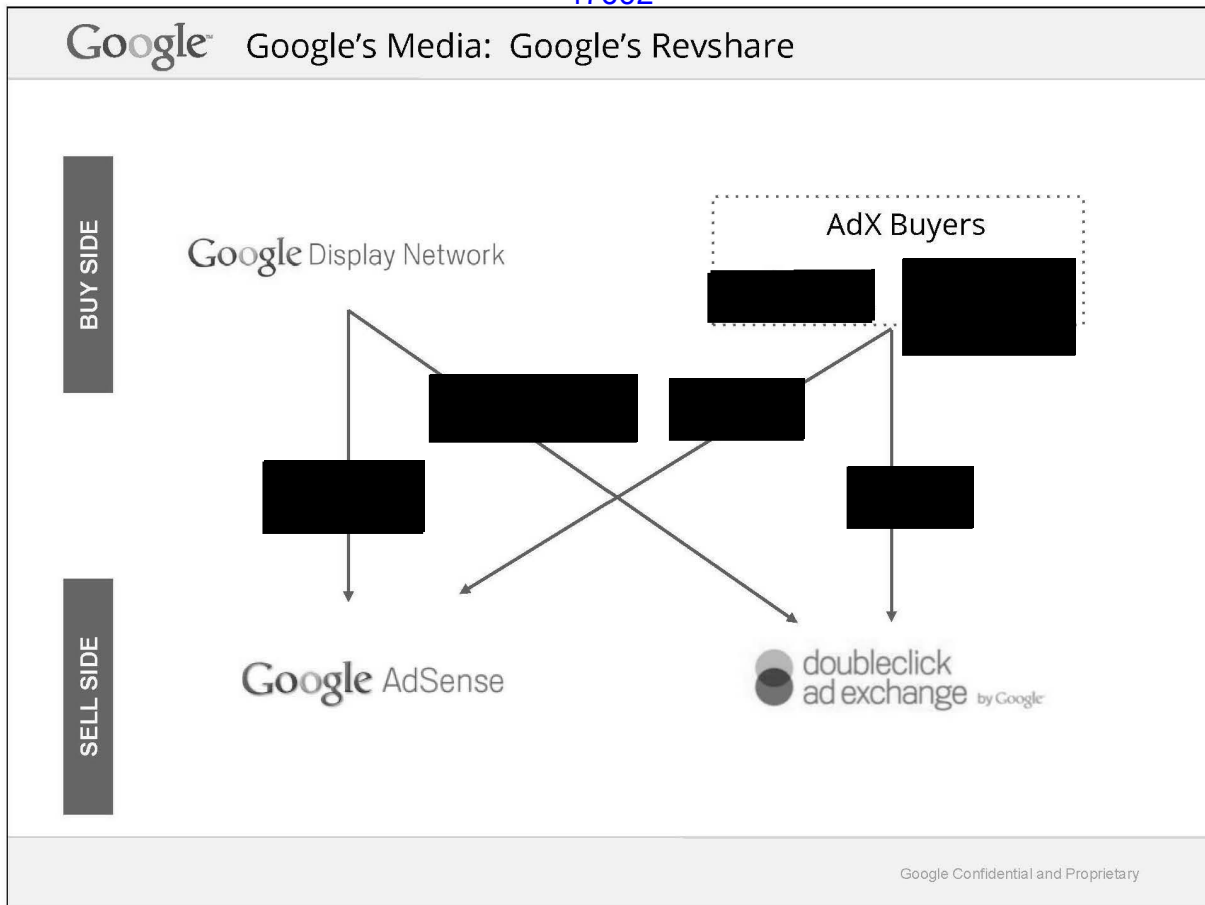 Google™ Google's Media: Google's Revshare
BUY SIDE
Google Display Network
AdX Buyers
SELL SIDE
Google AdSense
doubleclick
ad exchange by Google
Google Confidential and Proprietary